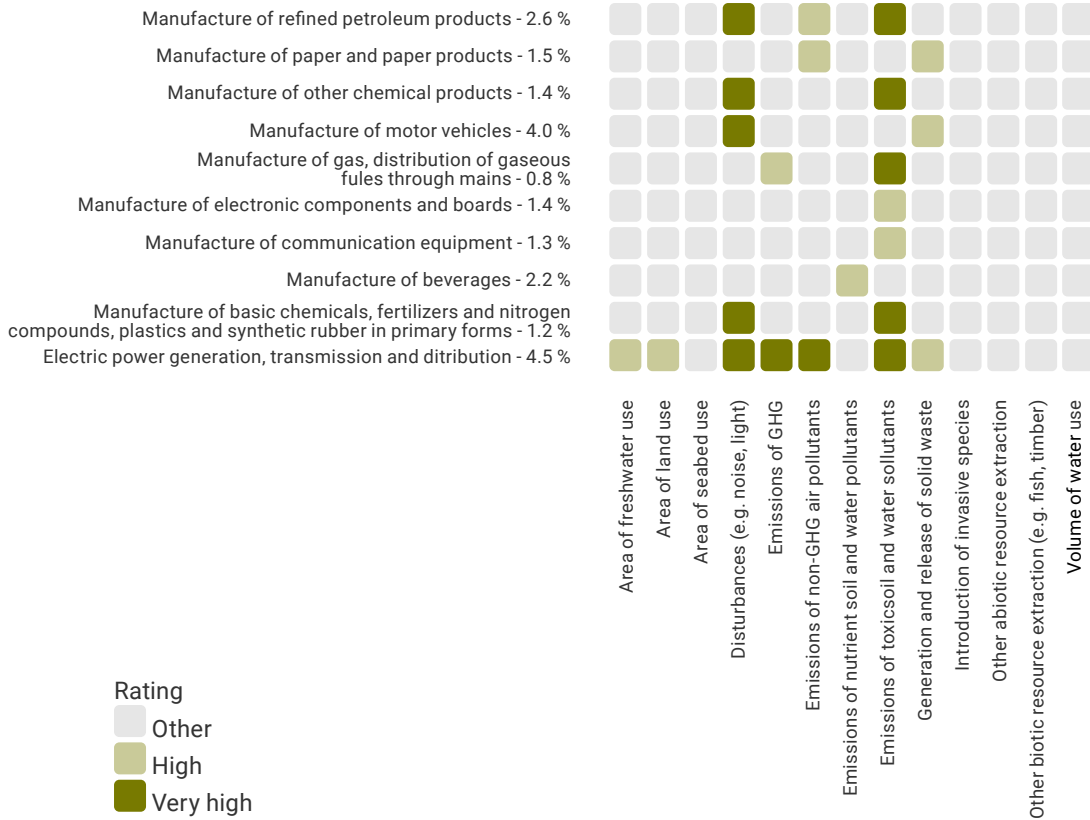 Manufacture of refined petroleum products - 2.6 %
Manufacture of paper and paper products - 1.5 %
Manufacture of other chemical products - 1.4 %
Manufacture of motor vehicles - 4.0 %
Manufacture of gas, distribution of gaseous
fules through mains - 0.8 %
Manufacture of electronic components and boards - 1.4 %
Manufacture of communication equipment - 1.3 %
Manufacture of beverages - 2.2 %
Manufacture of basic chemicals, fertilizers and nitrogen
compounds, plastics and synthetic rubber in primary forms - 1.2 %
Electric power generation, transmission and ditribution - 4.5 %
Area of freshwater use
Area of land use
Area of seabed use
Disturbances (e.g. noise, light)
Emissions of GHG
Emissions of non-GHG air pollutants
Emissions of nutrient soil and water pollutants
Emissions of toxicsoil and water sollutants
Generation and release of solid waste
Introduction of invasive species
Other abiotic resource extraction
Other biotic resource extraction (e.g. fish, timber)
Volume of water use
Rating
Other
High
Very high